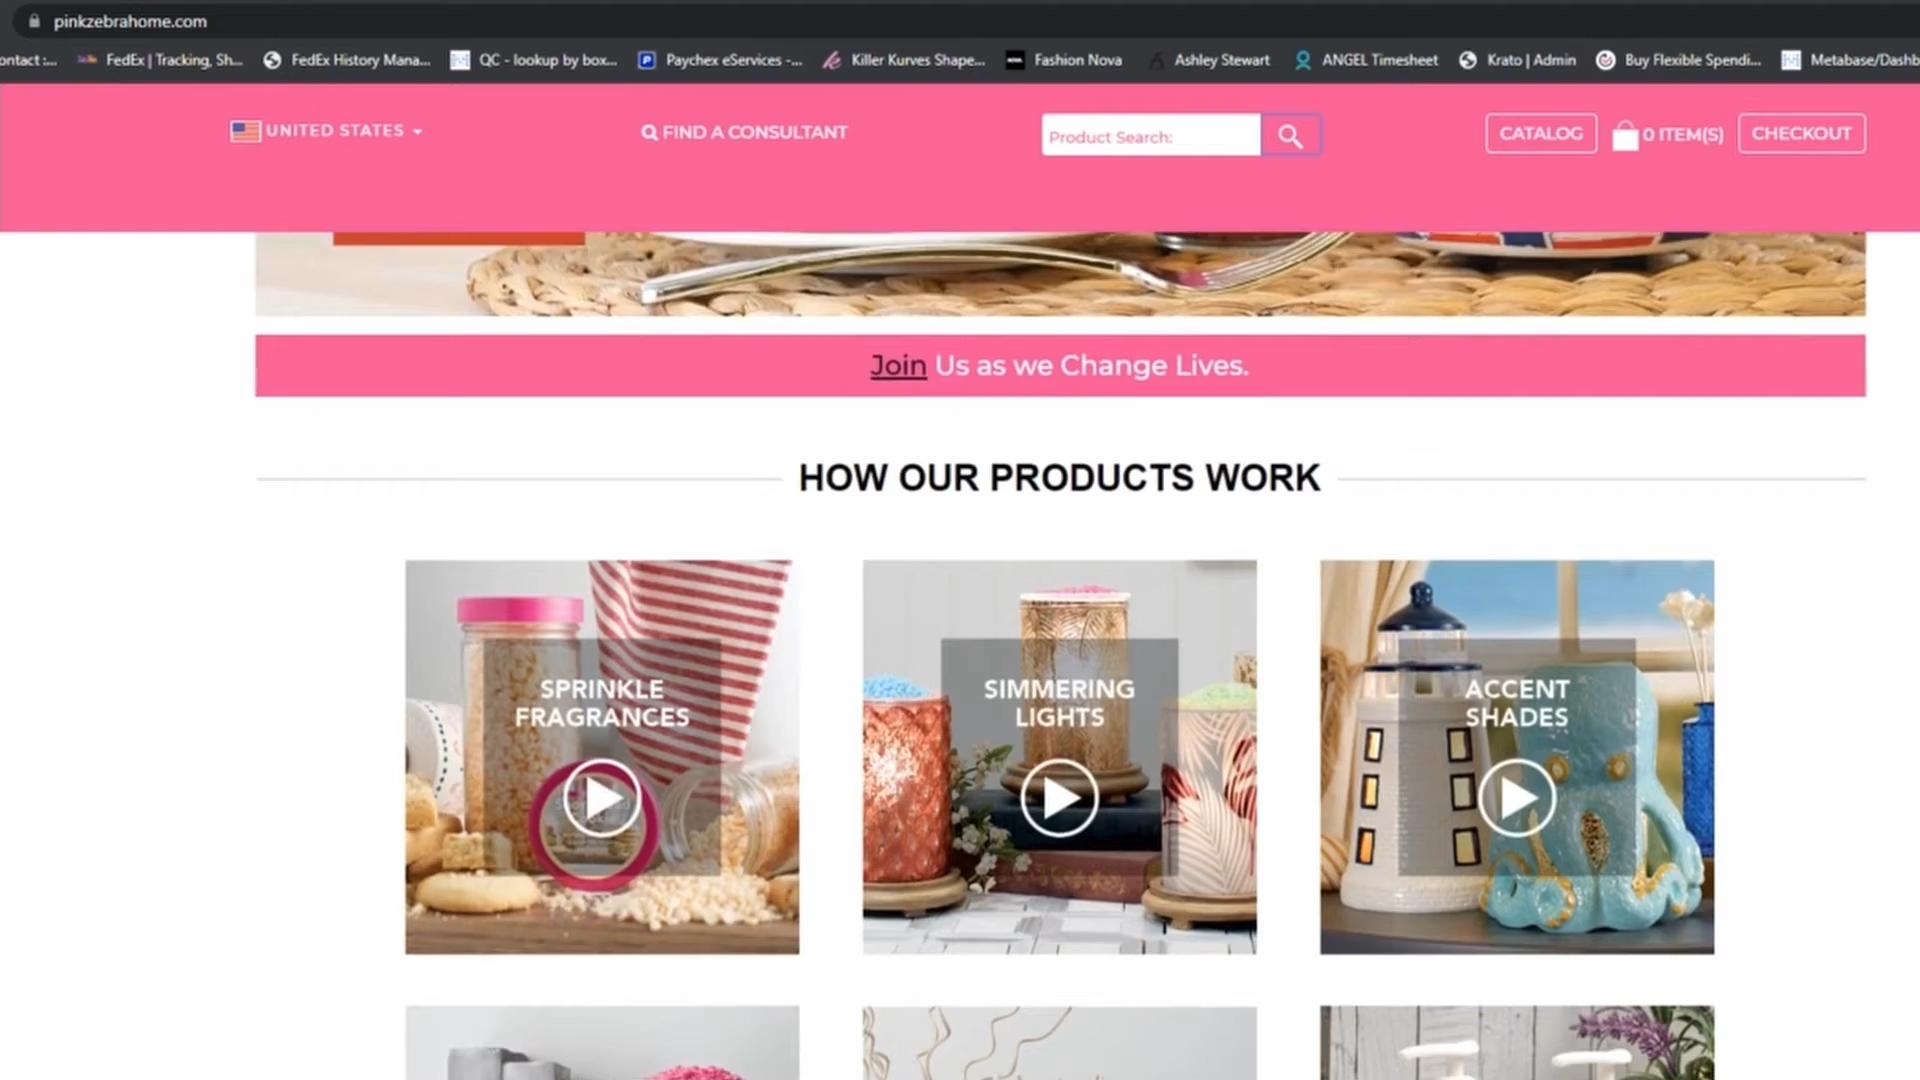 pinkzebrahome.com
ontact :... FedEx | Tracking, Sh... FedEx History Mana... QC - lookup by box... Paychex eServices -... Killer Kurves Shape... Fashion Nova Ashley Stewart ANGEL Timesheet Krato | Admin Buy Flexible Spendi... Metabase/Dashb
UNITED STATES FIND A CONSULTANT Product Search: CATALOG 0 ITEM(S) CHECKOUT
Join Us as we Change Lives.
HOW OUR PRODUCTS WORK
SPRINKLE
FRAGRANCES
SIMMERING
LIGHTS
ACCENT
SHADES